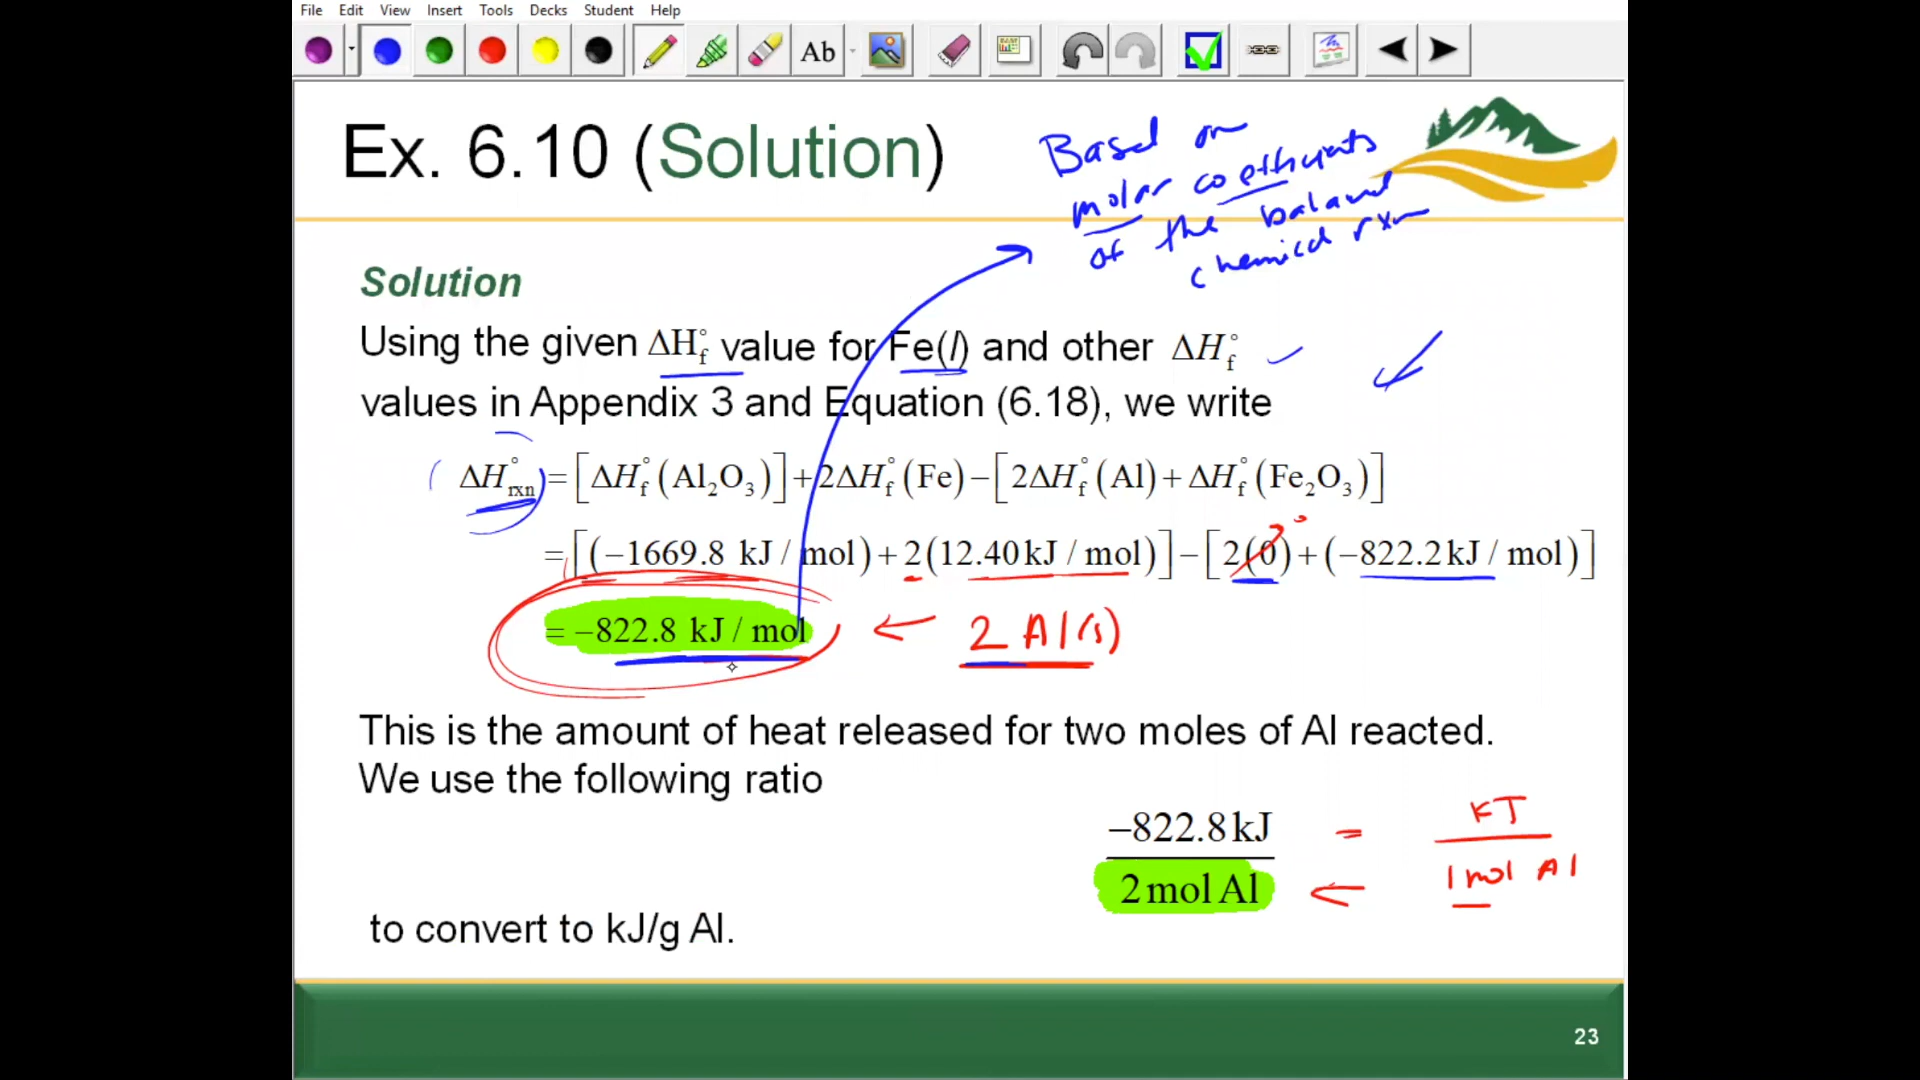 File Edit View Insert Tools Decks Student Help
Ab
Ex. 6.10 (Solution)
Based on
molar coefficients
of the balanced
chemical rxn
Solution
Using the given ΔH°f value for Fe(l) and other ΔH°f
values in Appendix 3 and Equation (6.18), we write
ΔH°rxn = [ΔH°f (Al2O3)] + 2ΔH°f (Fe) − [2ΔH°f (Al) + ΔH°f (Fe2O3)]
= [(−1669.8 kJ / mol) + 2(12.40 kJ / mol)] − [2(0) + (−822.2 kJ / mol)]
= −822.8 kJ / mol ← 2 Al(s)
This is the amount of heat released for two moles of Al reacted.
We use the following ratio
−822.8 kJ = kJ
2 mol Al ← 1 mol Al
to convert to kJ/g Al.
23